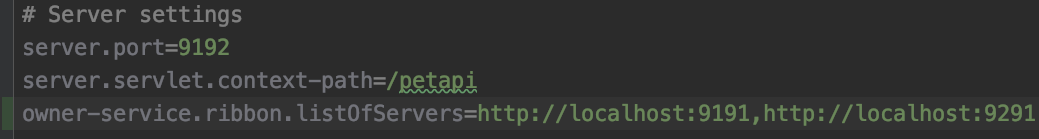 # Server settings
server.port=9192
server.servlet.context-path=/petapi
owner-service.ribbon.listOfServers=http://localhost:9191,http://localhost:9291